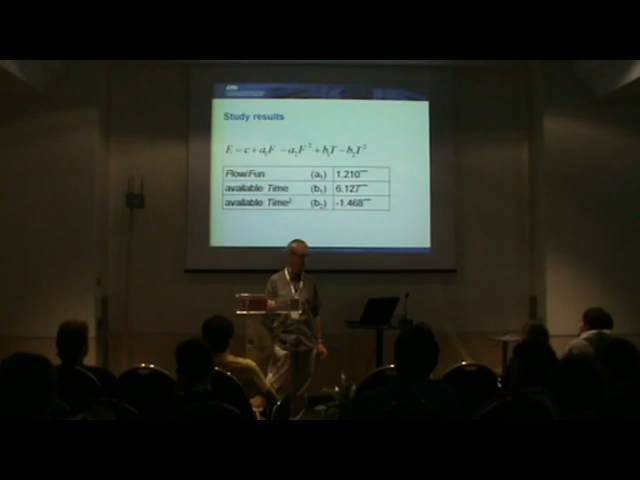 Study results
E = c + a₁F − a₂F² + b₁T − b₂T²
Flow/Fun (a₁) 1.210***
available Time (b₁) 6.127***
available Time² (b₂) -1.468***